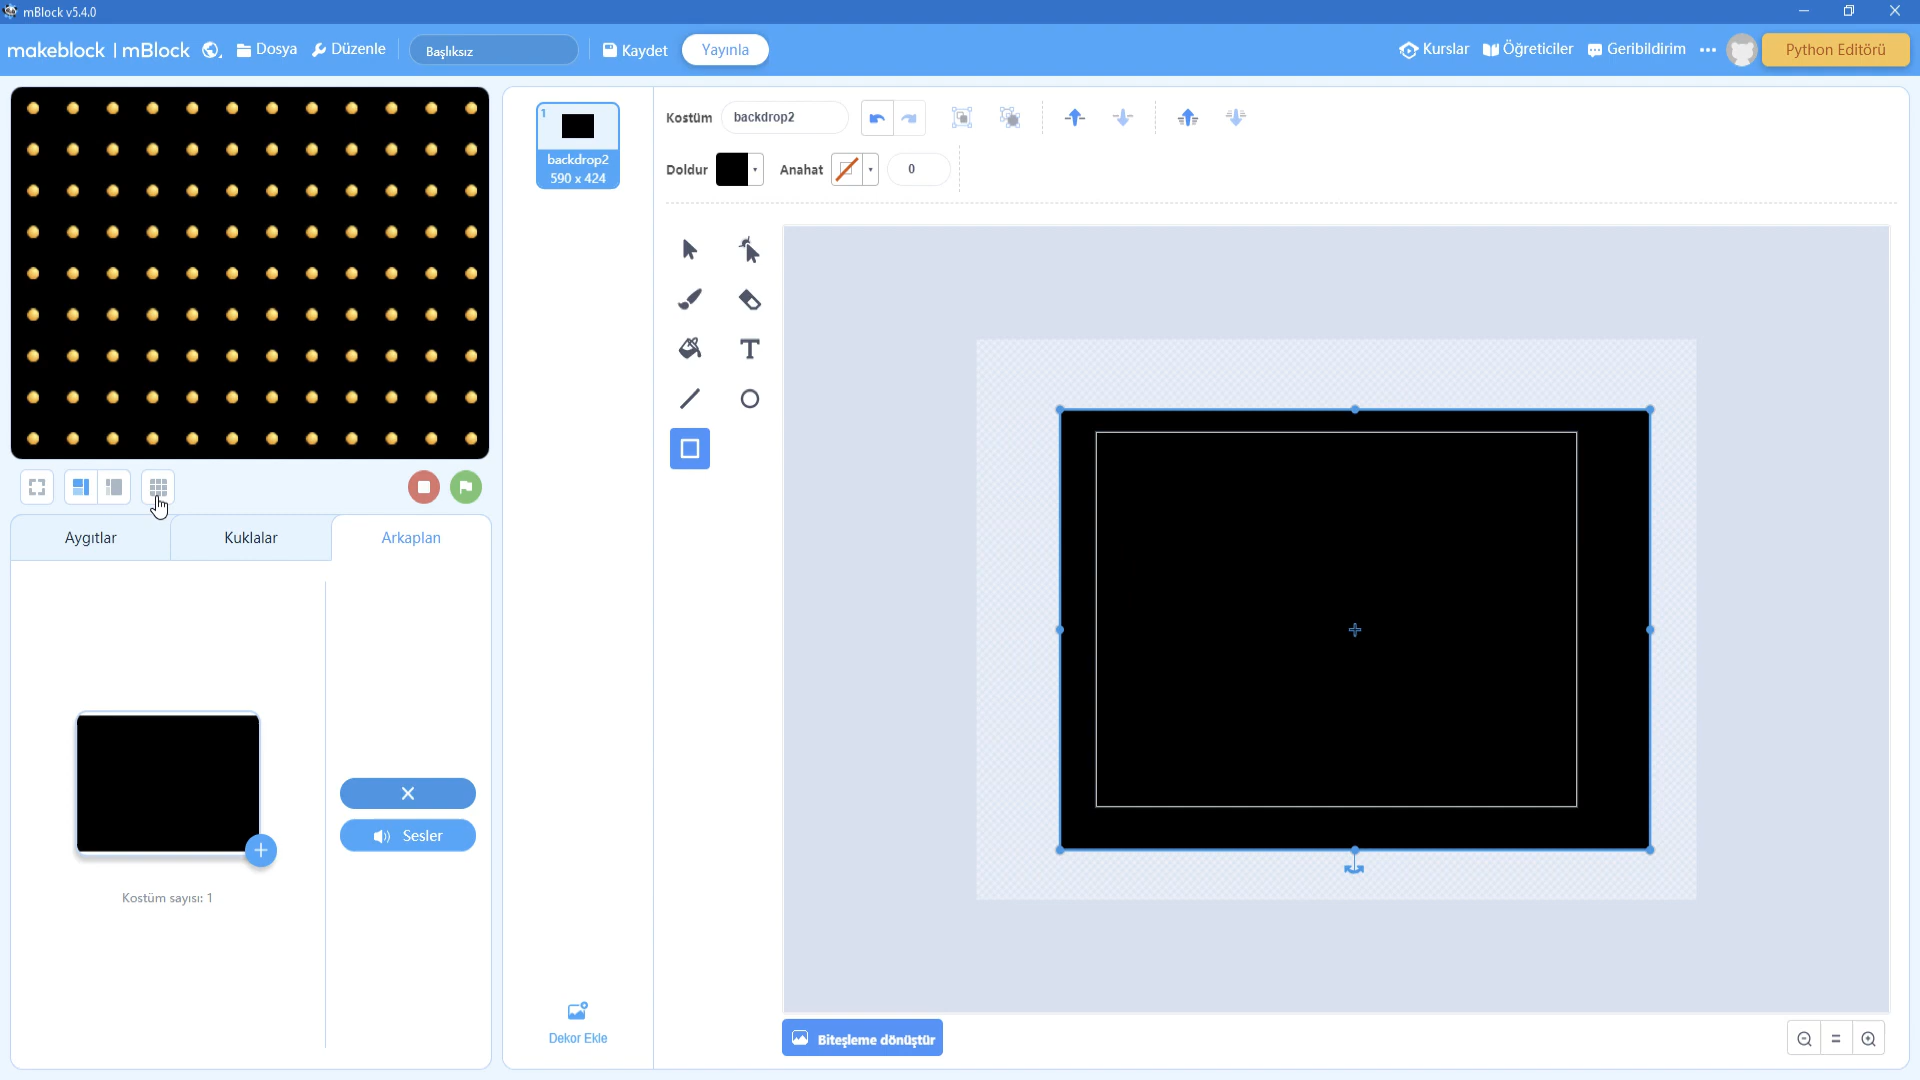 mBlock v5.4.0
makeblock | mBlock Dosya Düzenle Başlıksız Kaydet Yayınla Kurslar Öğreticiler Geribildirim Python Editörü
1
backdrop2
590 x 424
Kostüm backdrop2
Doldur Anahat 0
Aygıtlar Kuklalar Arkaplan
Sesler
Kostüm sayısı: 1
Dekor Ekle
Biteşleme dönüştür